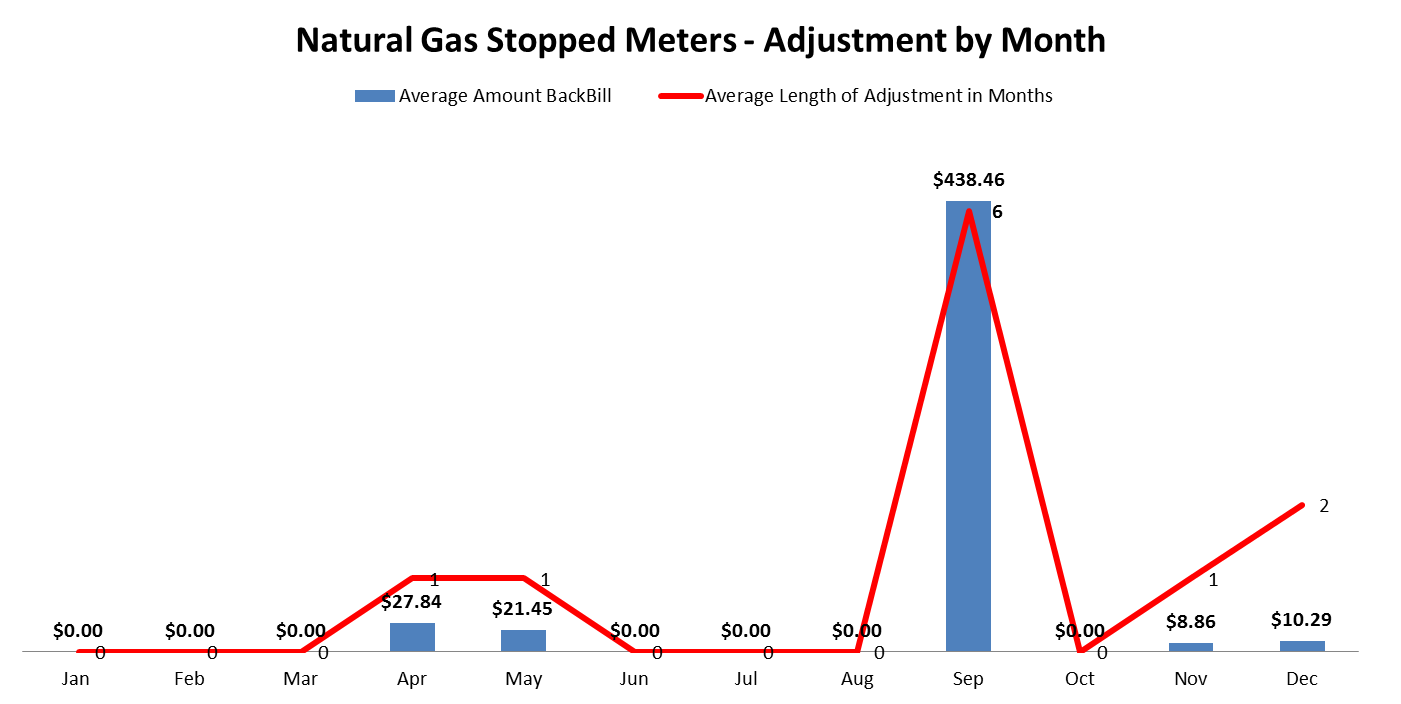 Natural Gas Stopped Meters - Adjustment by Month
Average Amount BackBill Average Length of Adjustment in Months
$438.46
6
2
1 1 1
$27.84 $21.45 $8.86 $10.29
$0.00 $0.00 $0.00 $0.00 $0.00 $0.00 $0.00
0 0 0 0 0 0 0
Jan Feb Mar Apr May Jun Jul Aug Sep Oct Nov Dec